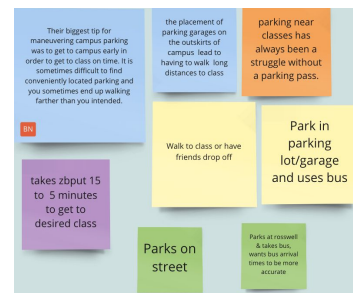 Their biggest tip for
maneuvering campus parking
was to get to campus early in
order to get to class on time. It is
sometimes difficult to find
conveniently located parking and
you sometimes end up walking
farther than you intended.
BN
the placement of
parking garages on
the outskirts of
campus lead to
having to walk long
distances to class
parking near
classes has
always been a
struggle without
a parking pass.
takes zbput 15
to 5 minutes
to get to
desired class
Walk to class or have
friends drop off
Park in
parking
lot/garage
and uses bus
Parks on
street
Parks at rosswell
& takes bus,
wants bus arrival
times to be more
accurate